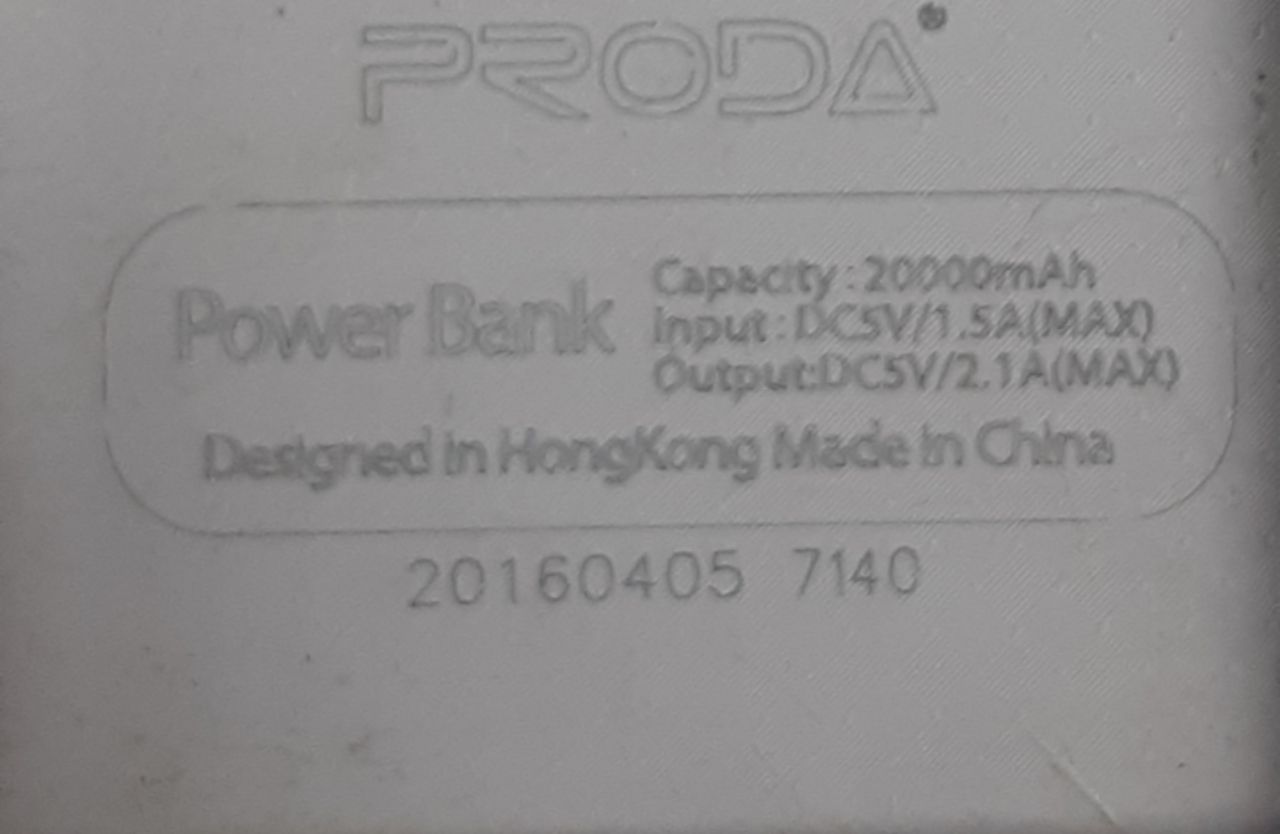 PRODA®
Power Bank
Capacity:20000mAh
Input:DC5V/1.5A(MAX)
Output:DC5V/2.1A(MAX)
Designed in HongKong Made in China
20160405 7140